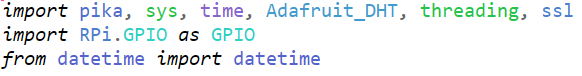 import pika, sys, time, Adafruit_DHT, threading, ssl
import RPi.GPIO as GPIO
from datetime import datetime